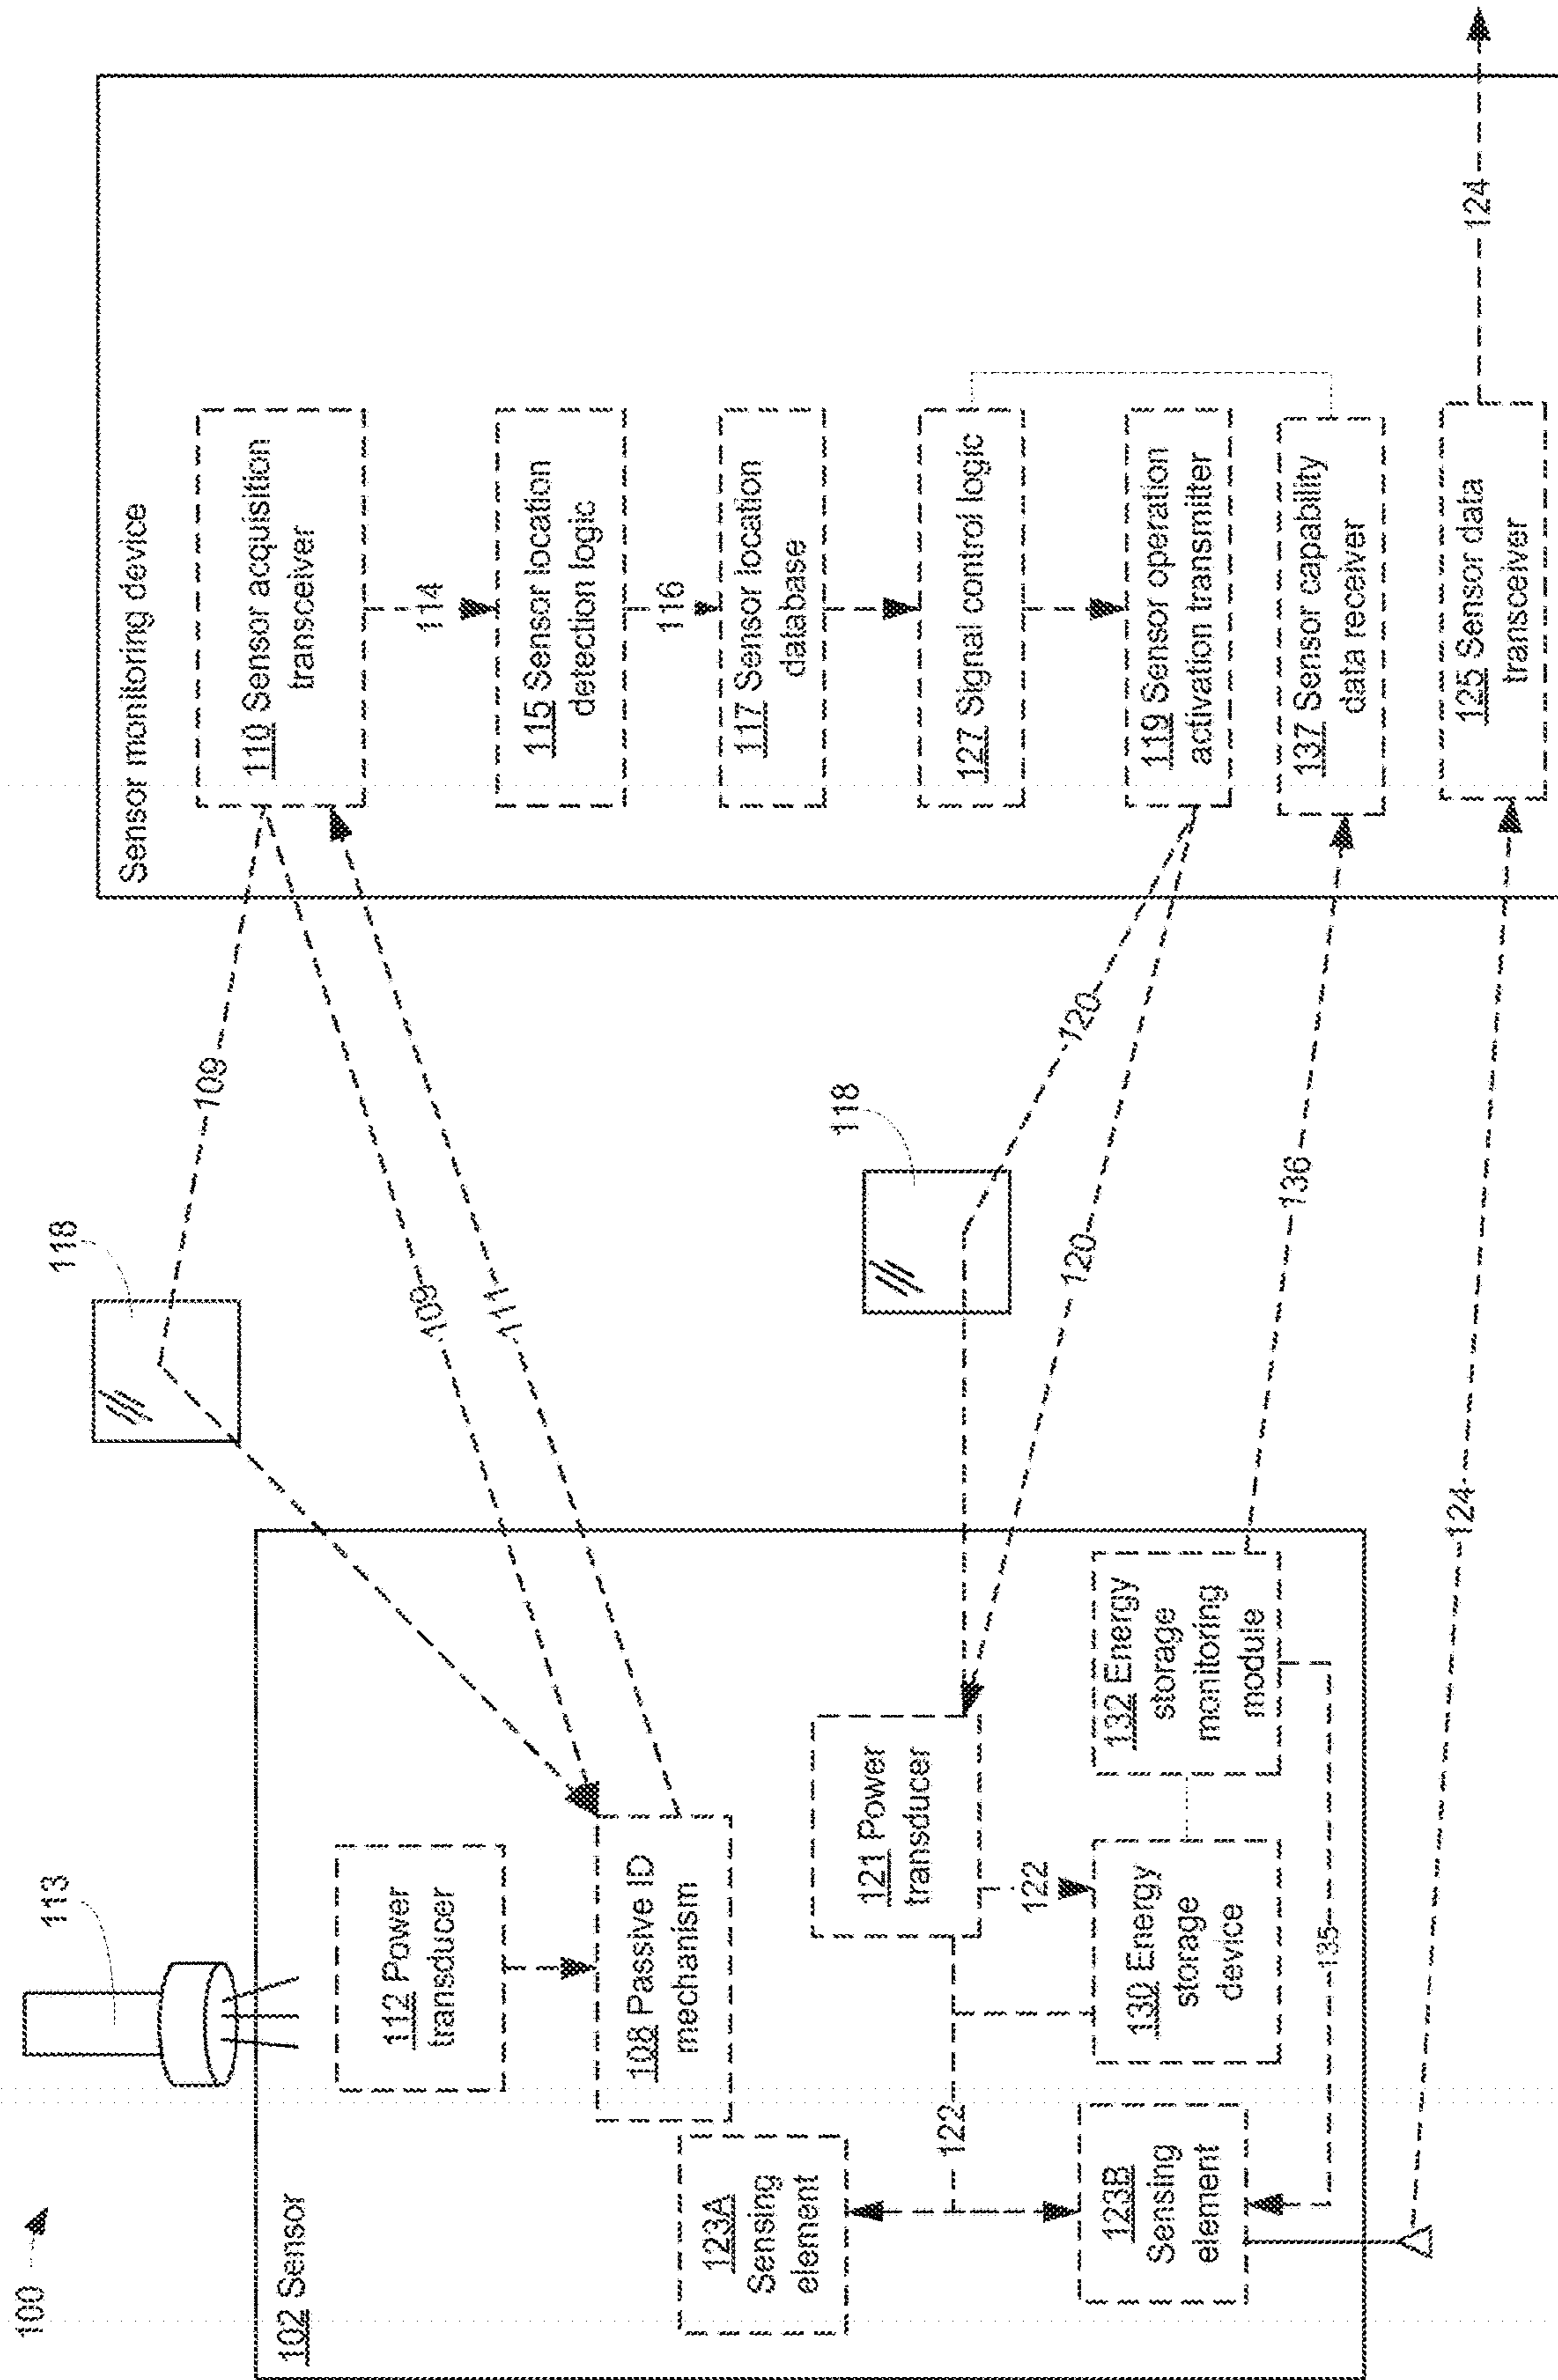 100
113
102 Sensor
112 Power
transducer
108 Passive ID
mechanism
123A
Sensing
element
122
121 Power
transducer
122
123B
Sensing
element
130 Energy
storage
device
132 Energy
storage
monitoring
module
135
118
109
109
111
118
120
120
136
124
Sensor monitoring device
110 Sensor acquisition
transceiver
114
115 Sensor location
detection logic
116
117 Sensor location
database
127 Signal control logic
119 Sensor operation
activation transmitter
137 Sensor capability
data receiver
125 Sensor data
transceiver
124